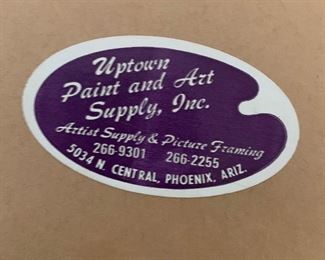 Uptown
Paint and Art
Supply, Inc.
Artist Supply & Picture Framing
266-9301 266-2255
5034 N. CENTRAL, PHOENIX, ARIZ.